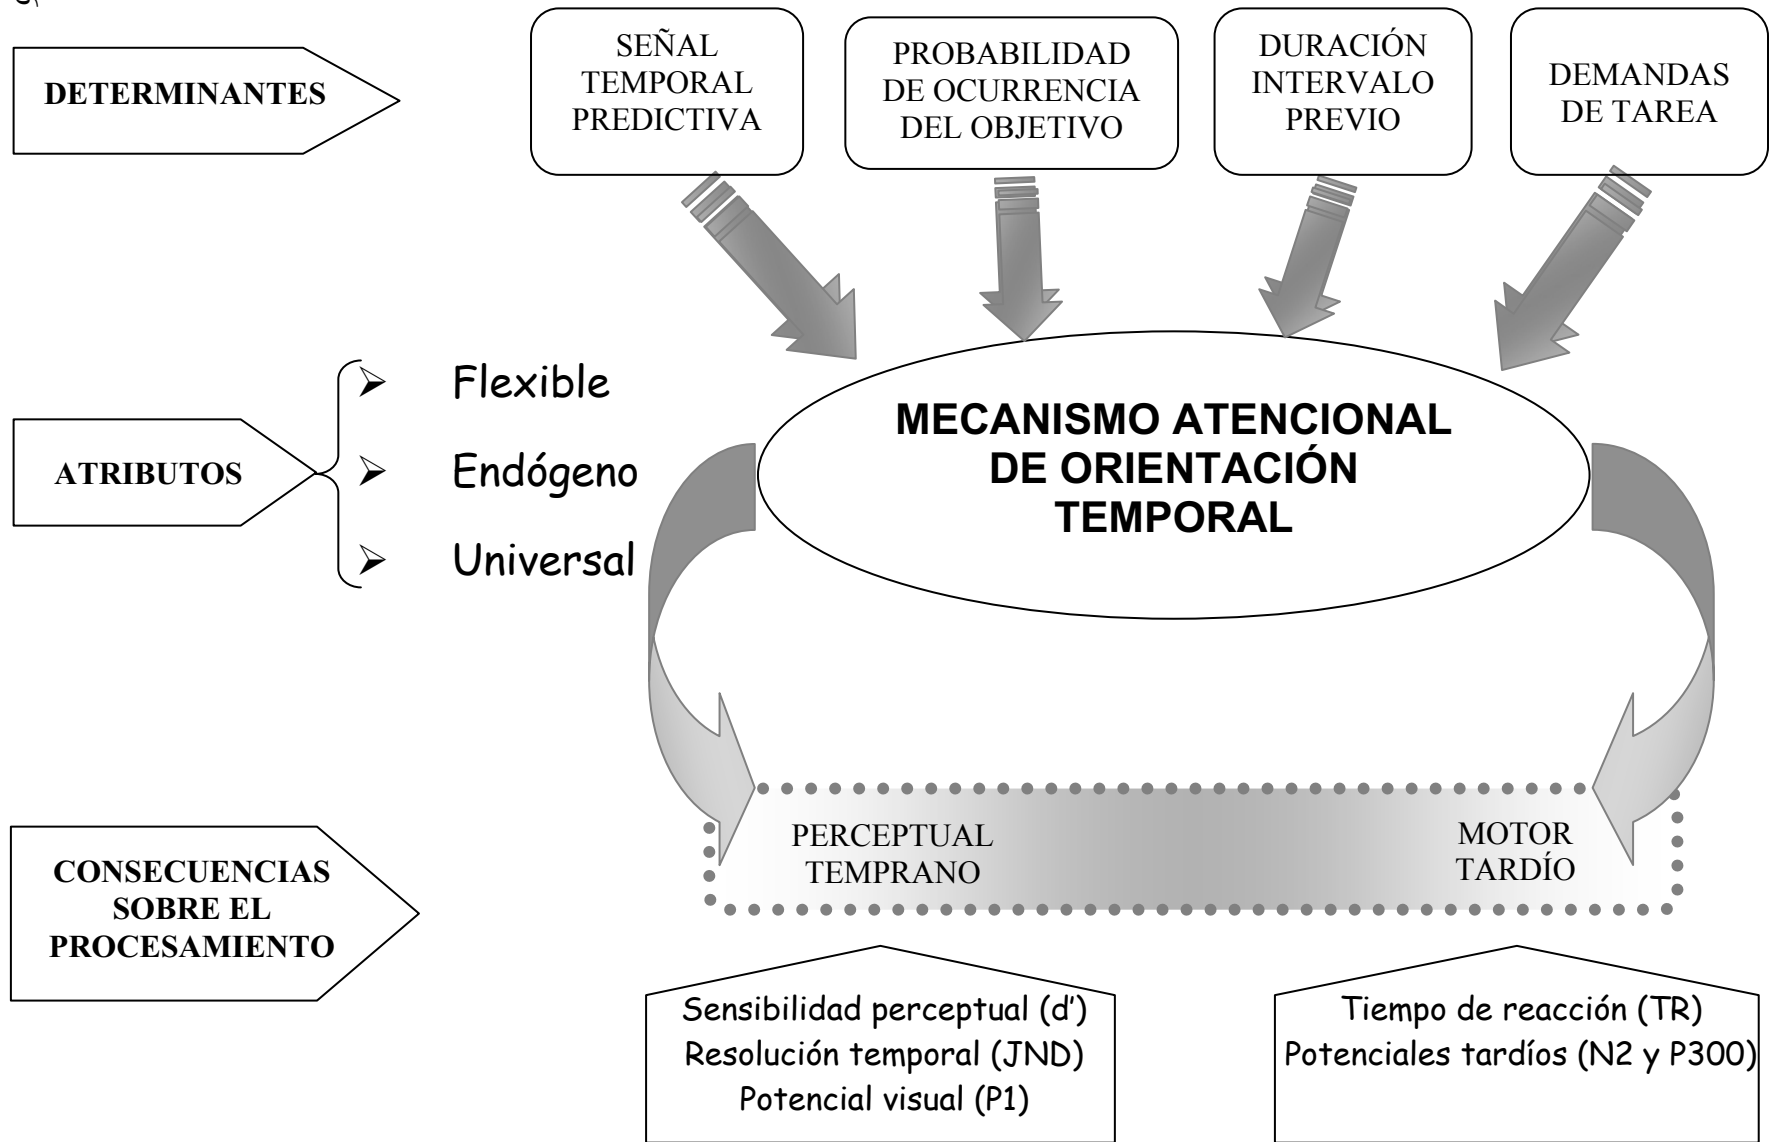 DETERMINANTES
SEÑAL
TEMPORAL
PREDICTIVA
PROBABILIDAD
DE OCURRENCIA
DEL OBJETIVO
DURACIÓN
INTERVALO
PREVIO
DEMANDAS
DE TAREA
ATRIBUTOS
Flexible
Endógeno
Universal
MECANISMO ATENCIONAL
DE ORIENTACIÓN
TEMPORAL
CONSECUENCIAS
SOBRE EL
PROCESAMIENTO
PERCEPTUAL
TEMPRANO
MOTOR
TARDÍO
Sensibilidad perceptual (d’)
Resolución temporal (JND)
Potencial visual (P1)
Tiempo de reacción (TR)
Potenciales tardíos (N2 y P300)